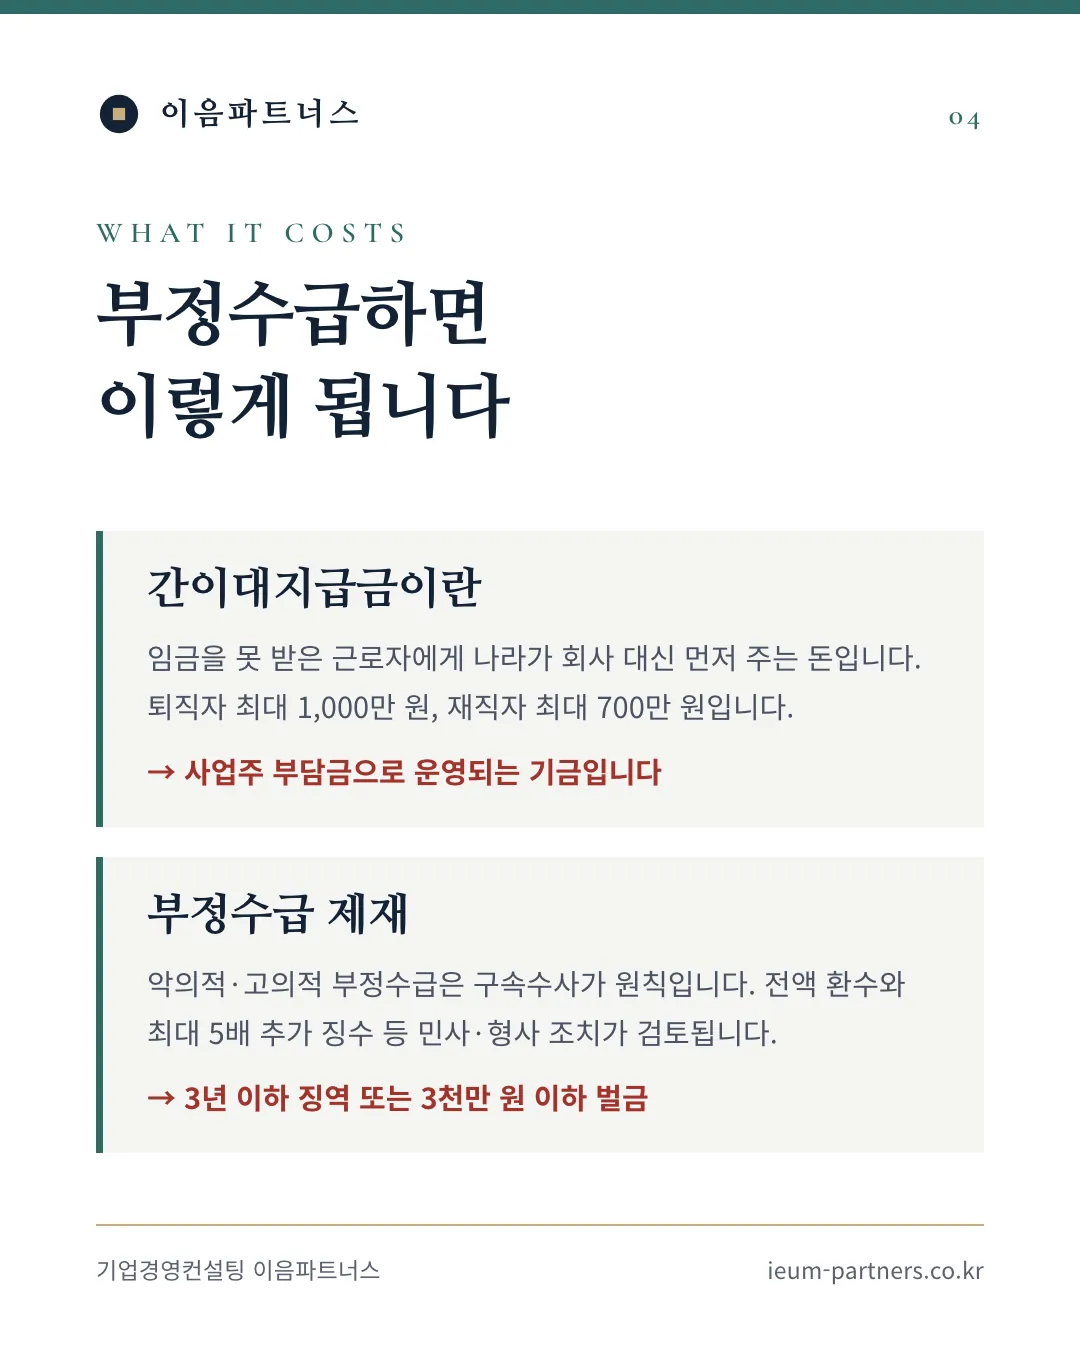 이음파트너스
04
WHAT IT COSTS
부정수급하면
이렇게 됩니다
간이대지급금이란
임금을 못 받은 근로자에게 나라가 회사 대신 먼저 주는 돈입니다.
퇴직자 최대 1,000만 원, 재직자 최대 700만 원입니다.
→ 사업주 부담금으로 운영되는 기금입니다
부정수급 제재
악의적·고의적 부정수급은 구속수사가 원칙입니다. 전액 환수와
최대 5배 추가 징수 등 민사·형사 조치가 검토됩니다.
→ 3년 이하 징역 또는 3천만 원 이하 벌금
기업경영컨설팅 이음파트너스
ieum-partners.co.kr